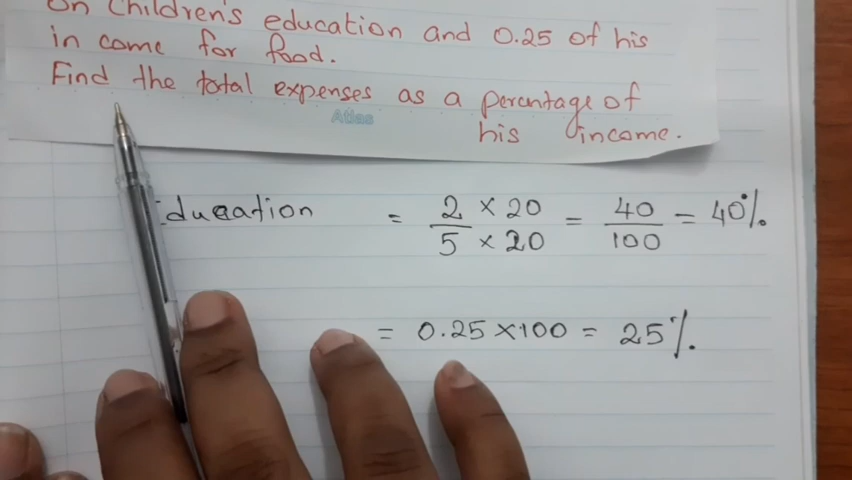 on Children's education and 0.25 of his
in come for food.
Find the total expenses as a percentage of
his income.
Atlas
Education = 2 × 20 / 5 × 20 = 40 / 100 = 40%
= 0.25 × 100 = 25%.